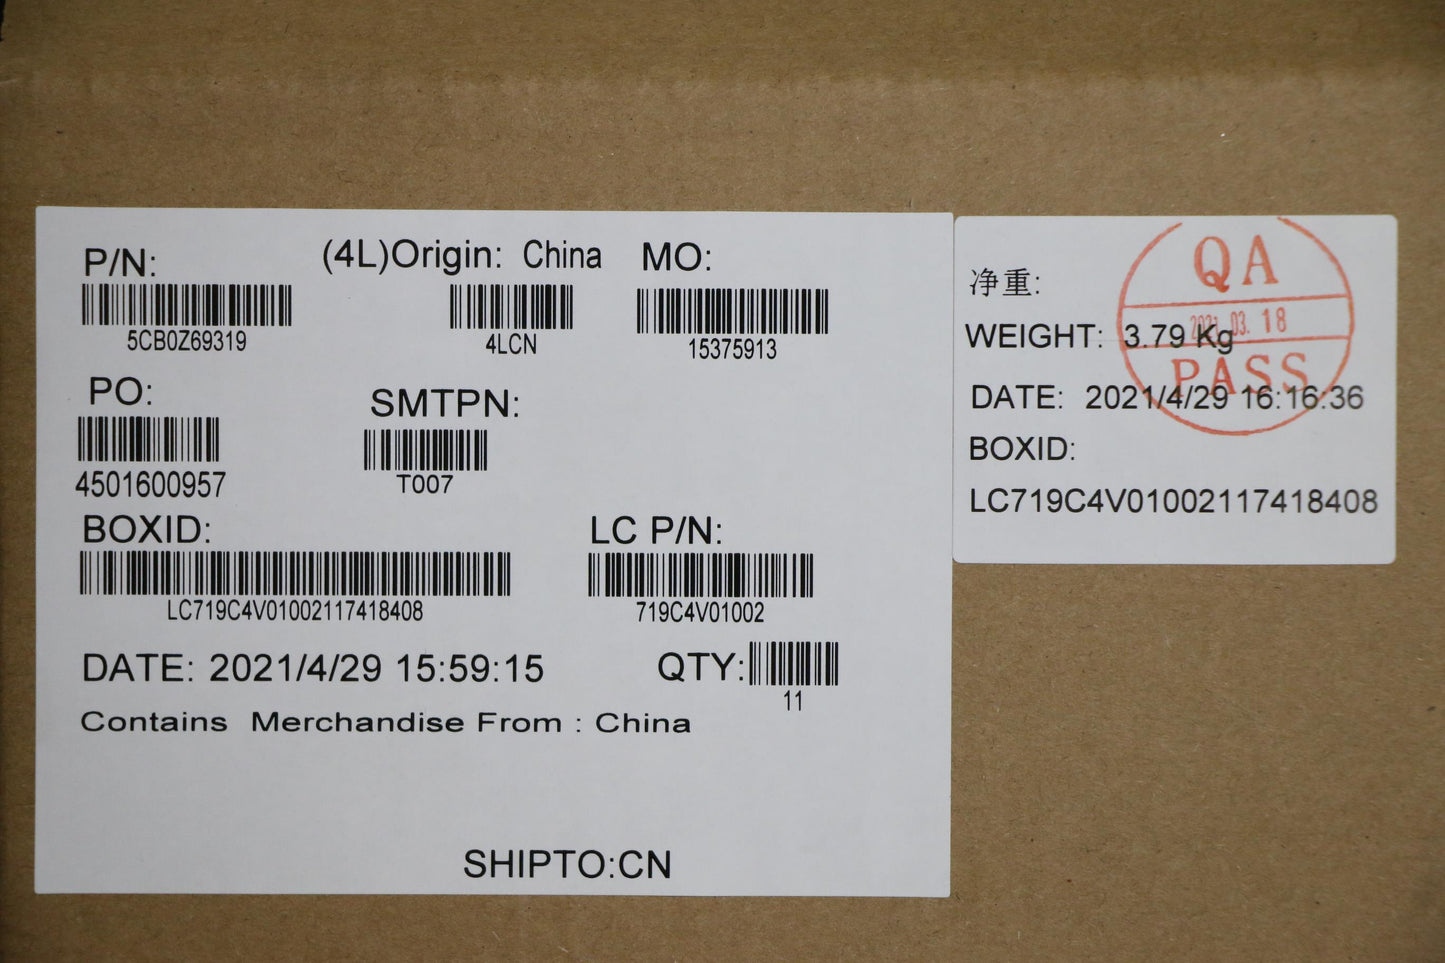 P/N: (4L)Origin: China MO:
5CB0Z69319 4LCN 15375913
PO: SMTPN:
4501600957 T007
BOXID: LC P/N:
LC719C4V01002117418408 719C4V01002
DATE: 2021/4/29 15:59:15 QTY:
11
Contains Merchandise From : China
SHIPTO:CN
净重:
WEIGHT: 3.79 Kg
DATE: 2021/4/29 16:16:36
BOXID:
LC719C4V01002117418408
QA
2021.03.18
PASS